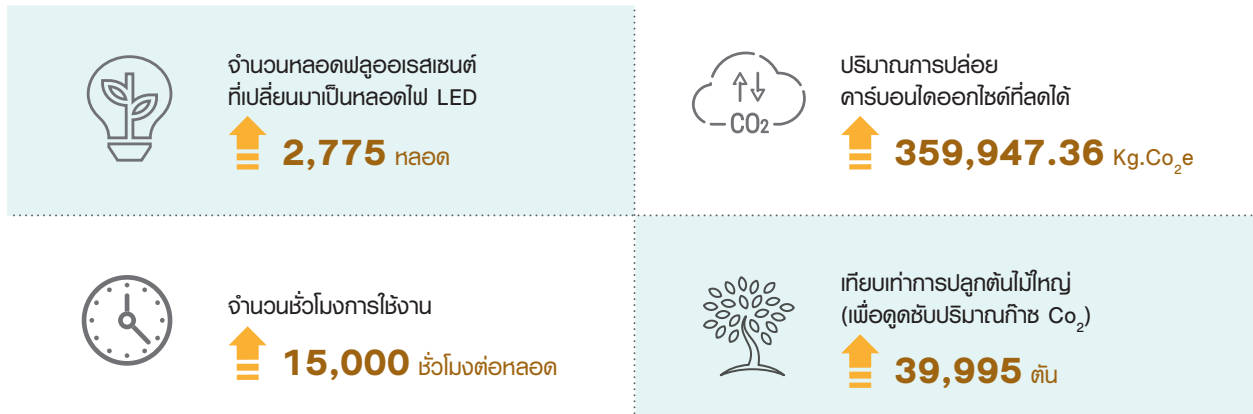 จำนวนหลอดฟลูออเรสเซนต์
ที่เปลี่ยนมาเป็นหลอดไฟ LED
2,775 หลอด
CO2
ปริมาณการปล่อย
คาร์บอนไดออกไซด์ที่ลดได้
359,947.36 Kg.Co₂e
จำนวนชั่วโมงการใช้งาน
15,000 ชั่วโมงต่อหลอด
เทียบเท่าการปลูกต้นไม้ใหญ่
(เพื่อดูดซับปริมาณก๊าซ Co₂)
39,995 ตัน